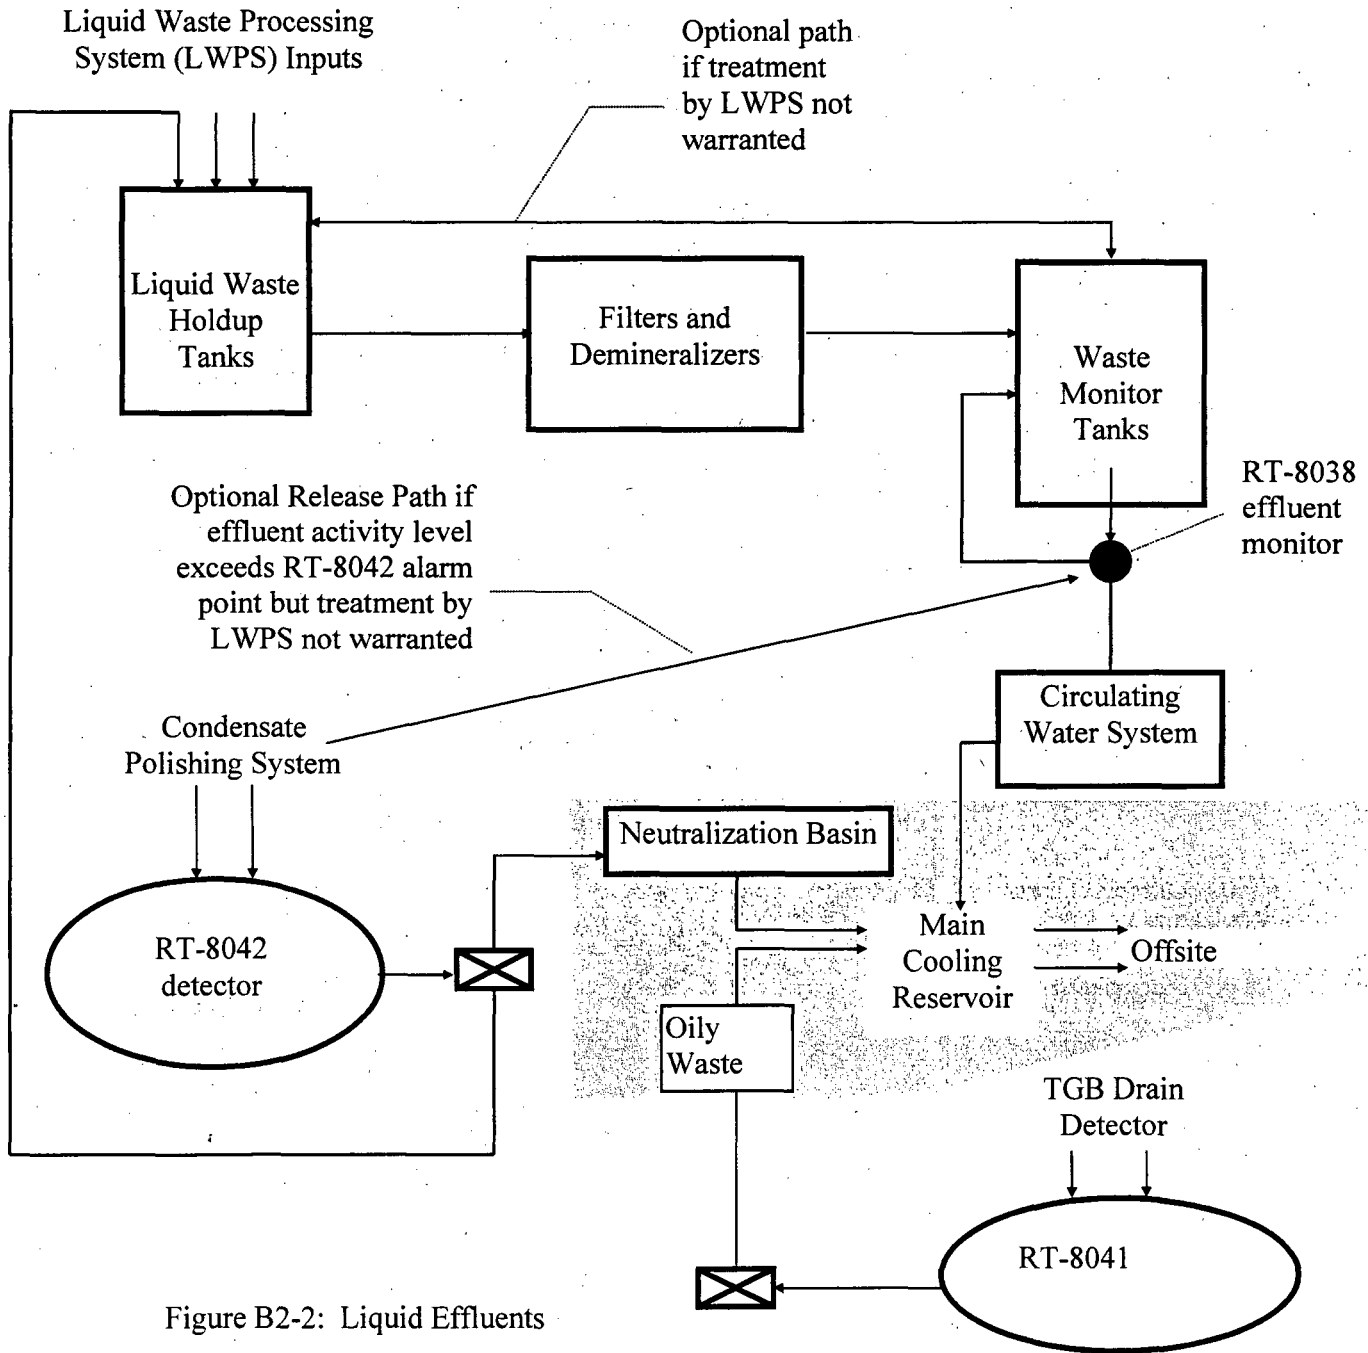 Liquid Waste Processing
System (LWPS) Inputs
Optional path
if treatment
by LWPS not
warranted
Liquid Waste
Holdup
Tanks
Filters and
Demineralizers
Waste
Monitor
Tanks
RT-8038
effluent
monitor
Optional Release Path if
effluent activity level
exceeds RT-8042 alarm
point but treatment by
LWPS not warranted
Circulating
Water System
Condensate
Polishing System
Neutralization Basin
RT-8042
detector
Main
Cooling
Reservoir
Offsite
Oily
Waste
TGB Drain
Detector
RT-8041
Figure B2-2: Liquid Effluents